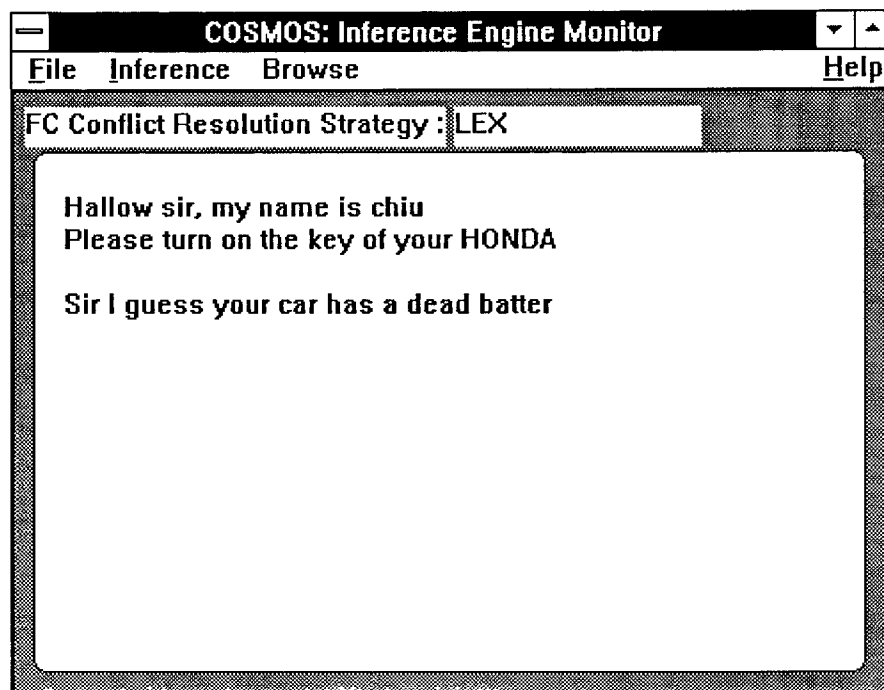 COSMOS: Inference Engine Monitor
File Inference Browse Help
FC Conflict Resolution Strategy : LEX
Hallow sir, my name is chiu
Please turn on the key of your HONDA
Sir I guess your car has a dead batter